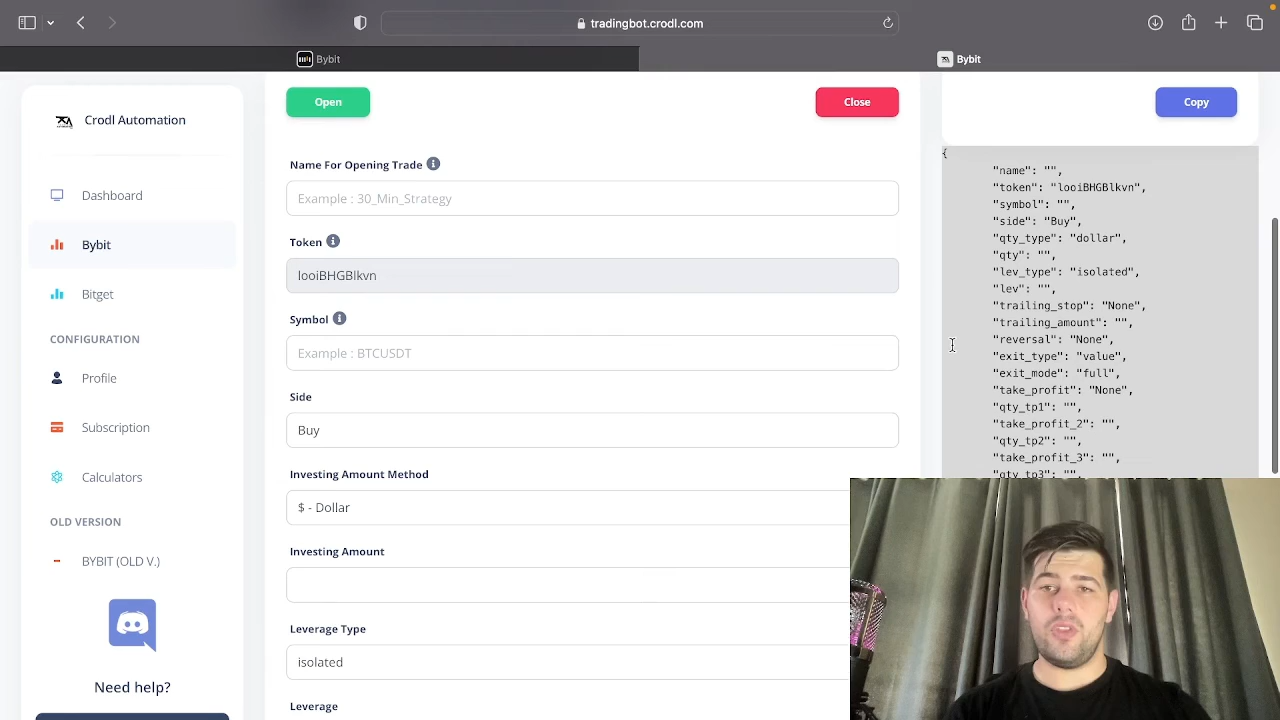 tradingbot.crodl.com
Bybit
Bybit
Crodl Automation
Dashboard
Bybit
Bitget
CONFIGURATION
Profile
Subscription
Calculators
OLD VERSION
BYBIT (OLD V.)
Need help?
Open
Close
Name For Opening Trade
Example : 30_Min_Strategy
Token
looiBHGBlkvn
Symbol
Example : BTCUSDT
Side
Buy
Investing Amount Method
$ - Dollar
Investing Amount
Leverage Type
isolated
Leverage
Copy
{
"name": "",
"token": "looiBHGBlkvn",
"symbol": "",
"side": "Buy",
"qty_type": "dollar",
"qty": "",
"lev_type": "isolated",
"lev": "",
"trailing_stop": "None",
"trailing_amount": "",
"reversal": "None",
"exit_type": "value",
"exit_mode": "full",
"take_profit": "None",
"qty_tp1": "",
"take_profit_2": "",
"qty_tp2": "",
"take_profit_3": "",
"qty_tp3": "",